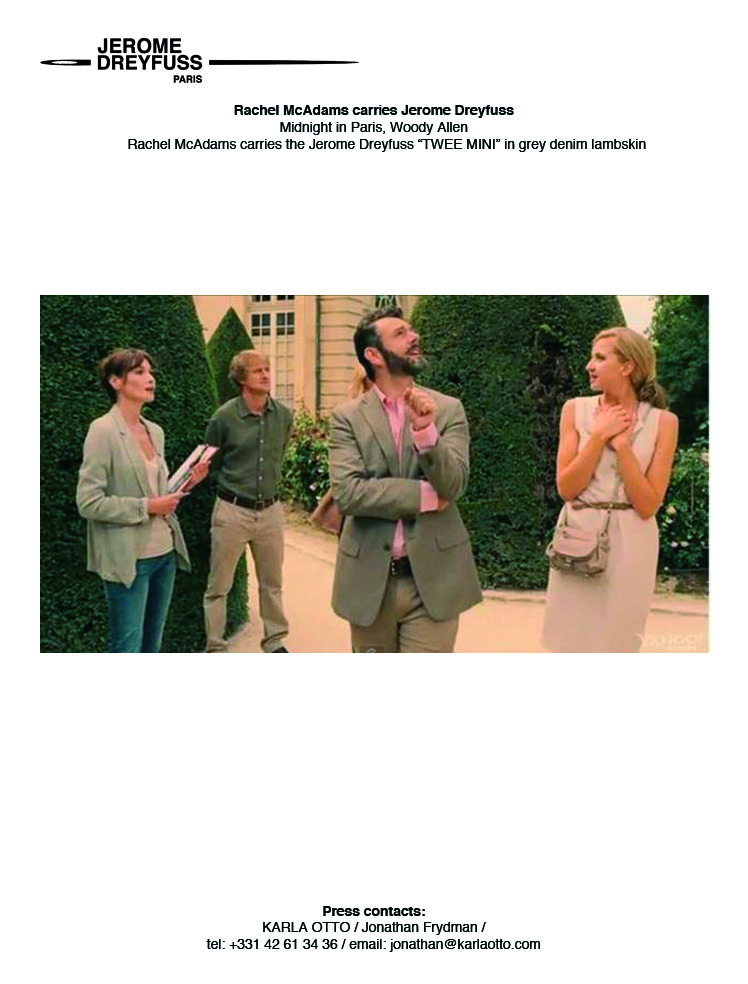 JEROME
DREYFUSS
PARIS
Rachel McAdams carries Jerome Dreyfuss
Midnight in Paris, Woody Allen
Rachel McAdams carries the Jerome Dreyfuss “TWEE MINI” in grey denim lambskin
YAHOO!
Press contacts:
KARLA OTTO / Jonathan Frydman /
tel: +331 42 61 34 36 / email: jonathan@karlaotto.com